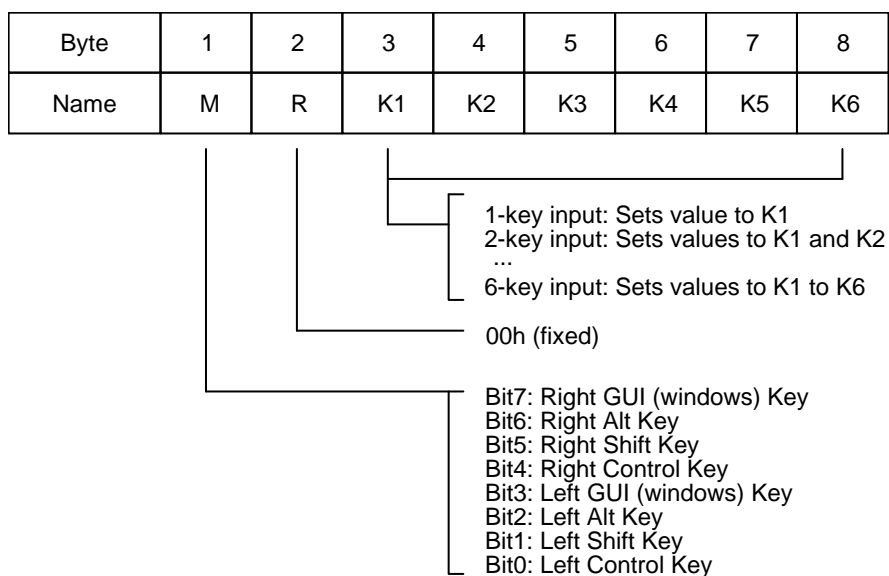 Byte 1 2 3 4 5 6 7 8
Name M R K1 K2 K3 K4 K5 K6
1-key input: Sets value to K1
2-key input: Sets values to K1 and K2
...
6-key input: Sets values to K1 to K6
00h (fixed)
Bit7: Right GUI (windows) Key
Bit6: Right Alt Key
Bit5: Right Shift Key
Bit4: Right Control Key
Bit3: Left GUI (windows) Key
Bit2: Left Alt Key
Bit1: Left Shift Key
Bit0: Left Control Key